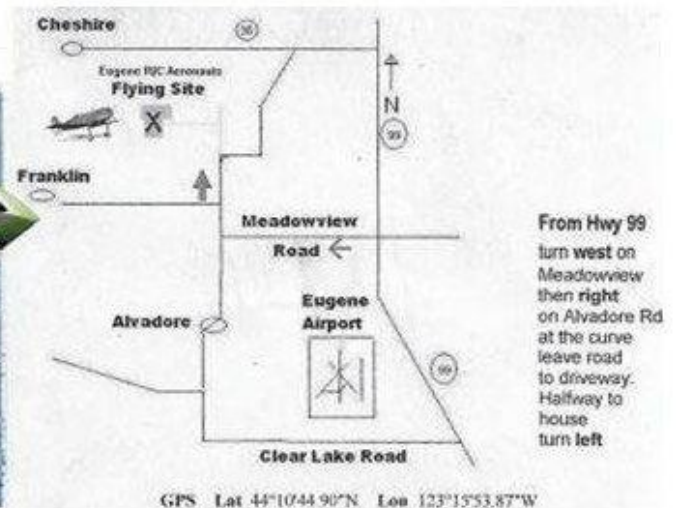 Cheshire
36
Eugene R/C Aeronauts
Flying Site
X
N
99
Franklin
Meadowview
Road
From Hwy 99
turn west on
Meadowview
then right
on Alvadore Rd
at the curve
leave road
to driveway.
Halfway to
house
turn left
Alvadore
Eugene
Airport
99
Clear Lake Road
GPS Lat 44°10'44.90"N Lon 123°15'53.87"W